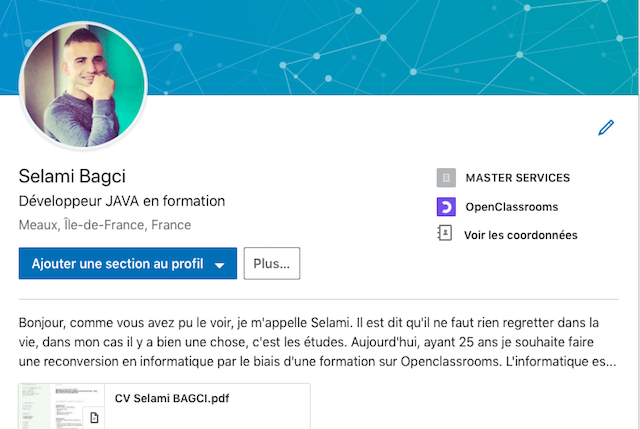 Selami Bagci
Développeur JAVA en formation
Meaux, Île-de-France, France
Ajouter une section au profil
Plus...
MASTER SERVICES
OpenClassrooms
Voir les coordonnées
Bonjour, comme vous avez pu le voir, je m'appelle Selami. Il est dit qu'il ne faut rien regretter dans la
vie, dans mon cas il y a bien une chose, c'est les études. Aujourd'hui, ayant 25 ans je souhaite faire
une reconversion en informatique par le biais d'une formation sur Openclassrooms. L'informatique es...
CV Selami BAGCI.pdf